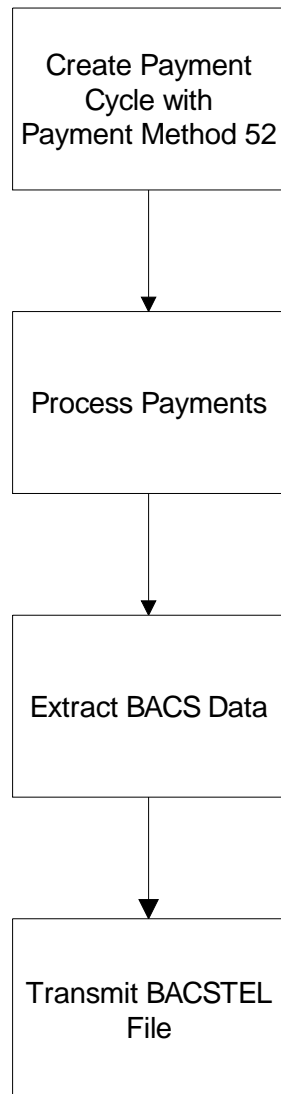 Create Payment
Cycle with
Payment Method 52
Process Payments
Extract BACS Data
Transmit BACSTEL
File